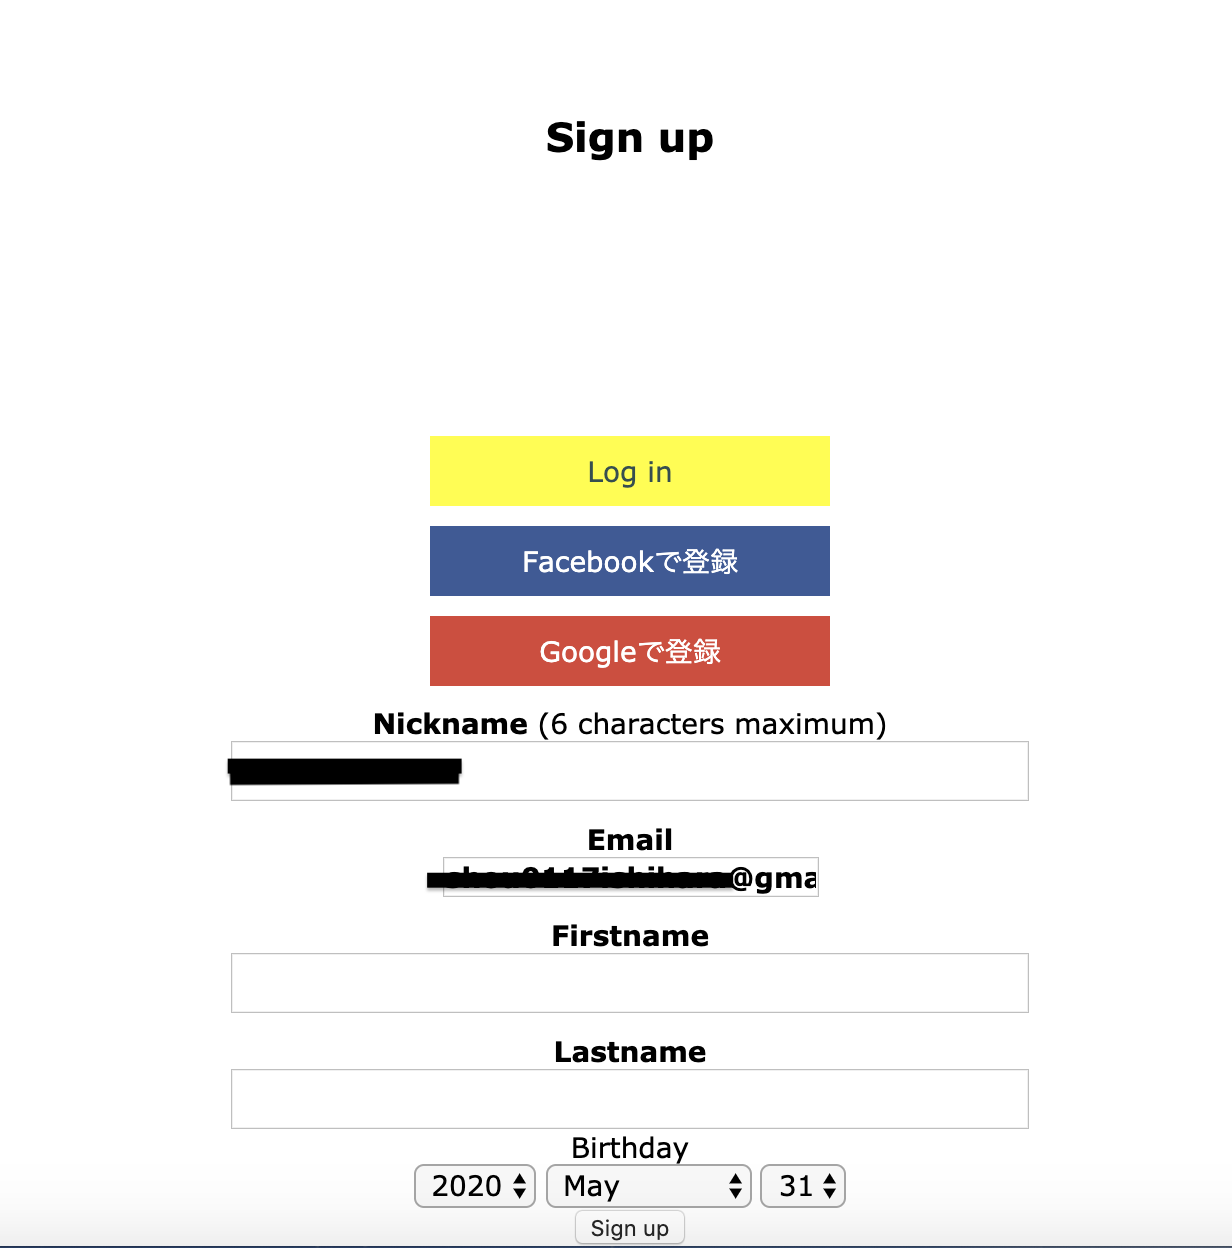 Sign up
Log in
Facebookで登録
Googleで登録
Nickname (6 characters maximum)
Email
@gma
Firstname
Lastname
Birthday
2020 May 31
Sign up